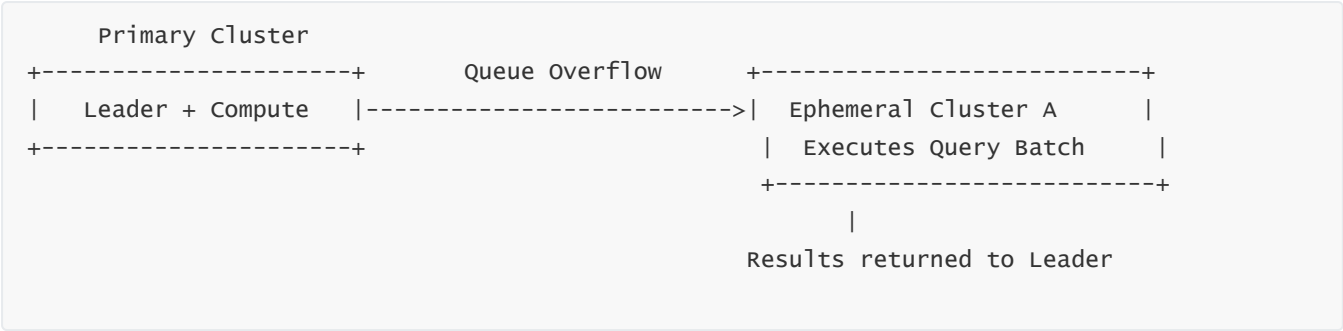 Primary Cluster
+----------------------+       Queue Overflow      +---------------------------+
|   Leader + Compute   |-------------------------->|   Ephemeral Cluster A      |
+----------------------+                            |  Executes Query Batch     |
                                                    +---------------------------+
                                                          |
                                                   Results returned to Leader